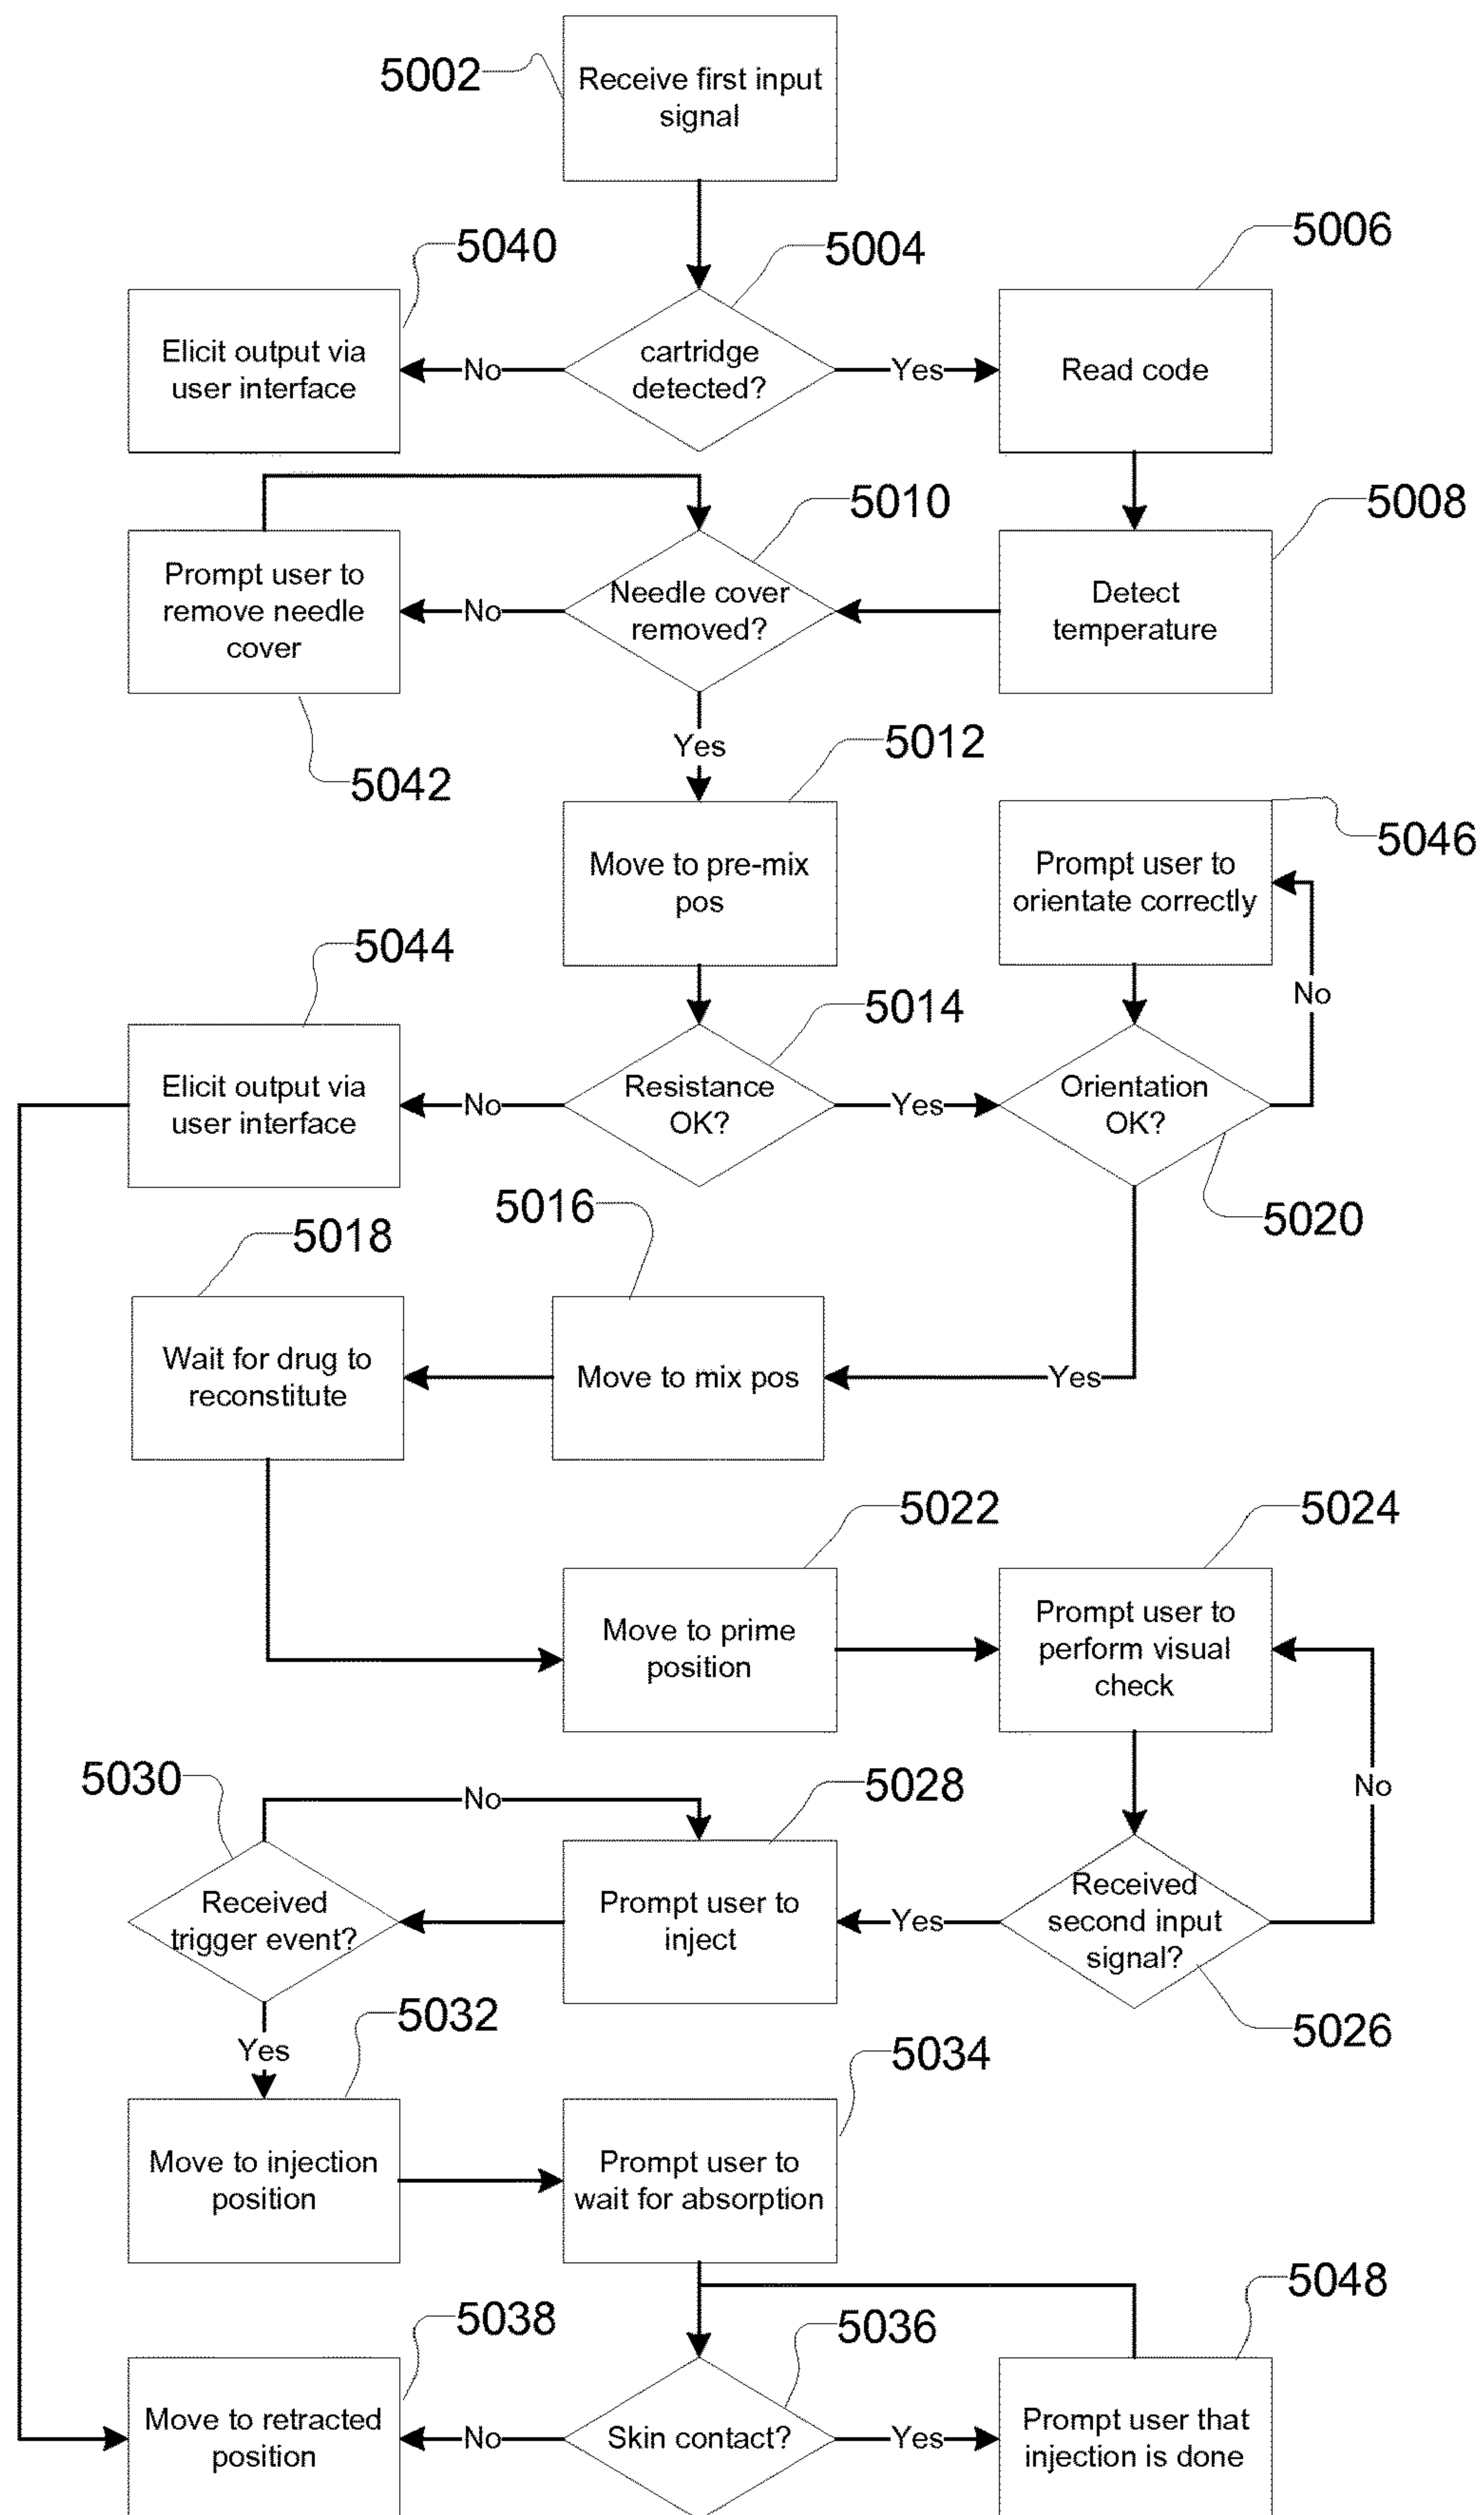 5002
Receive first input
signal
5040
5004
5006
Elicit output via
user interface
No
cartridge
detected?
Yes
Read code
5010
5008
Prompt user to
remove needle
cover
No
Needle cover
removed?
Detect
temperature
5042
Yes
5012
5046
Move to pre-mix
pos
Prompt user to
orientate correctly
5044
5014
No
Elicit output via
user interface
No
Resistance
OK?
Yes
Orientation
OK?
5020
5018
5016
Wait for drug to
reconstitute
Move to mix pos
Yes
5022
5024
Move to prime
position
Prompt user to
perform visual
check
5030
No
5028
No
Received
trigger event?
Prompt user to
inject
Yes
Received
second input
signal?
5026
Yes
5032
5034
Move to injection
position
Prompt user to
wait for absorption
5038
5036
5048
Move to retracted
position
No
Skin contact?
Yes
Prompt user that
injection is done